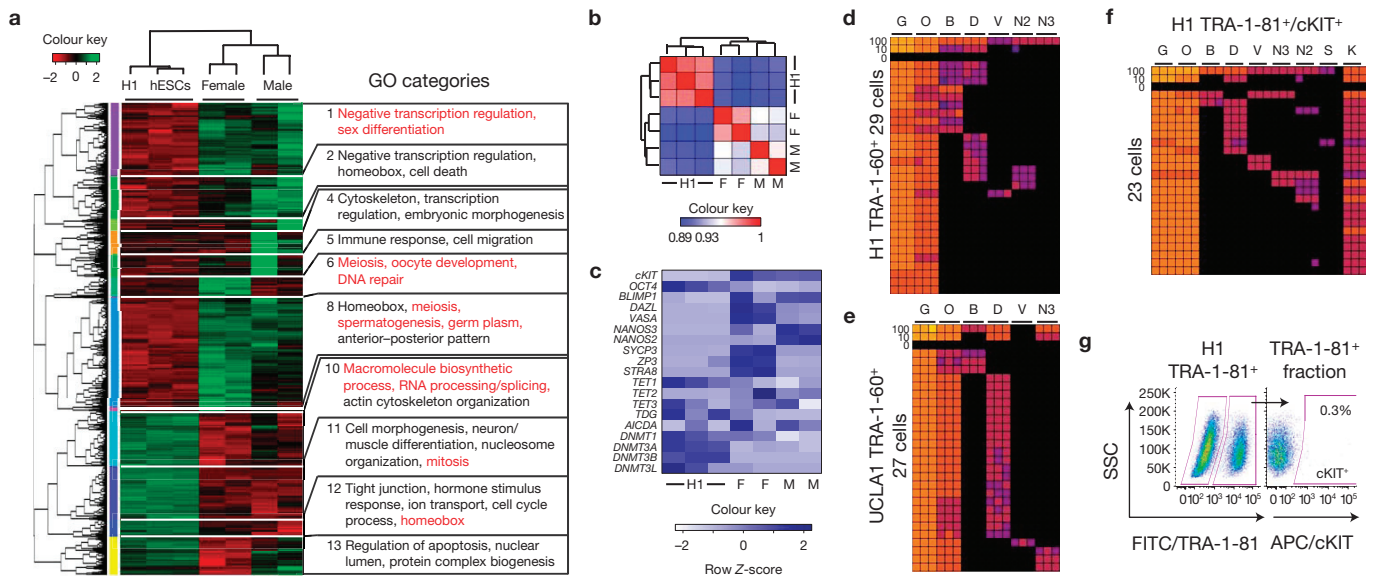 a
Colour key
−2 0 2
H1 hESCs Female Male
GO categories
1 Negative transcription regulation,
sex differentiation
2 Negative transcription regulation,
homeobox, cell death
4 Cytoskeleton, transcription
regulation, embryonic morphogenesis
5 Immune response, cell migration
6 Meiosis, oocyte development,
DNA repair
8 Homeobox, meiosis,
spermatogenesis, germ plasm,
anterior–posterior pattern
10 Macromolecule biosynthetic
process, RNA processing/splicing,
actin cytoskeleton organization
11 Cell morphogenesis, neuron/
muscle differentiation, nucleosome
organization, mitosis
12 Tight junction, hormone stimulus
response, ion transport, cell cycle
process, homeobox
13 Regulation of apoptosis, nuclear
lumen, protein complex biogenesis
b
H1
F
F
M
M
H1 F F M M
Colour key
0.89 0.93 1
c
cKIT
OCT4
BLIMP1
DAZL
VASA
NANOS3
NANOS2
SYCP3
ZP3
STRA8
TET1
TET2
TET3
TDG
AICDA
DNMT1
DNMT3A
DNMT3B
DNMT3L
H1 F F M M
Colour key
−2 0 2
Row Z-score
d
G O B D V N2 N3
100
10
0
H1 TRA-1-60+ 29 cells
e
G O B D V N3
100
10
0
UCLA1 TRA-1-60+
27 cells
f
H1 TRA-1-81+/cKIT+
G O B D V N3 N2 S K
100
10
0
23 cells
g
H1
TRA-1-81+
TRA-1-81+
fraction
250K
200K
150K
100K
50K
0
SSC
0.3%
cKIT+
0 10² 10³ 10⁴ 10⁵
0 10² 10³ 10⁴ 10⁵
FITC/TRA-1-81
APC/cKIT